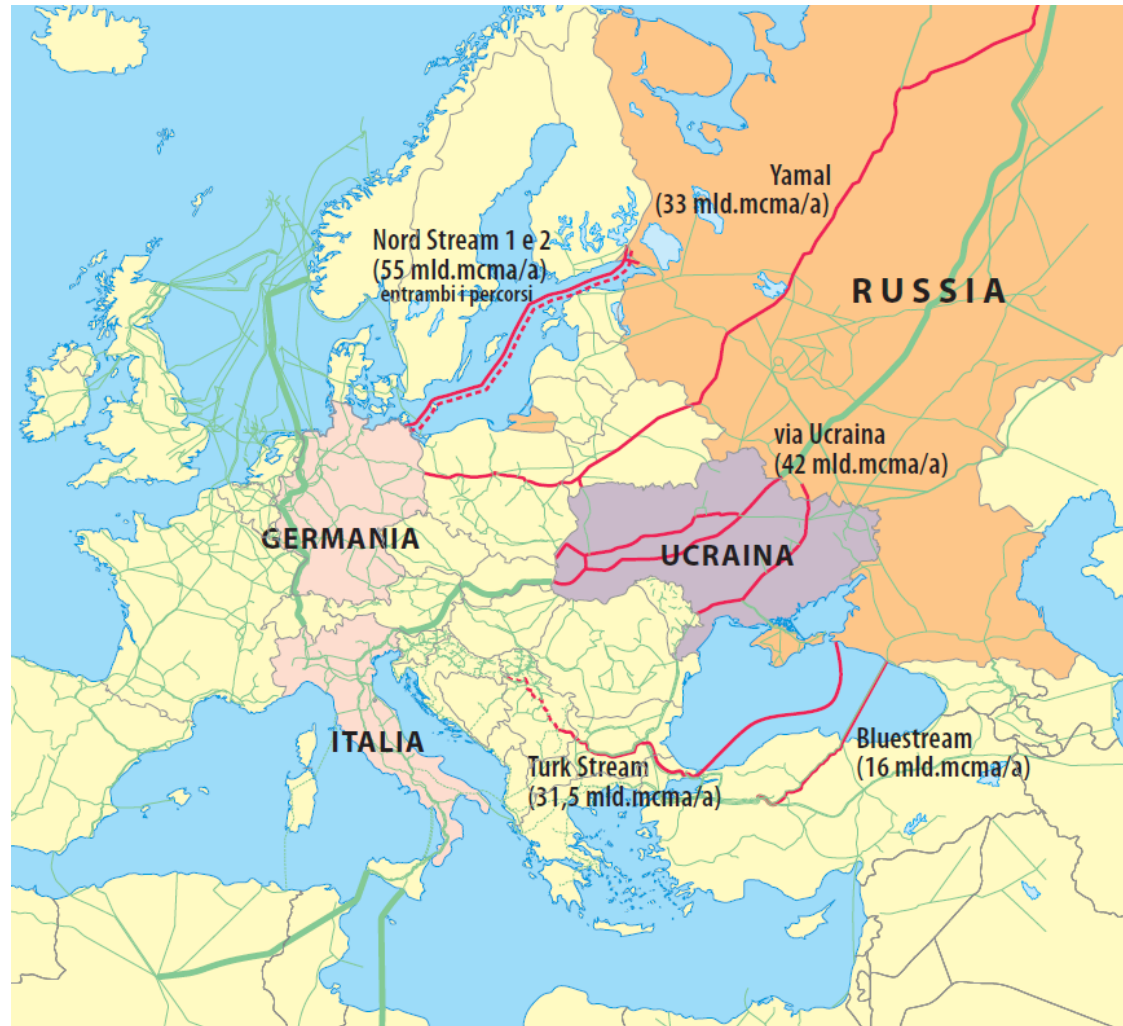 Yamal
(33 mld.mcma/a)
Nord Stream 1 e 2
(55 mld.mcma/a)
entrambi i percorsi
RUSSIA
via Ucraina
(42 mld.mcma/a)
GERMANIA
UCRAINA
ITALIA
Bluestream
(16 mld.mcma/a)
Turk Stream
(31,5 mld.mcma/a)